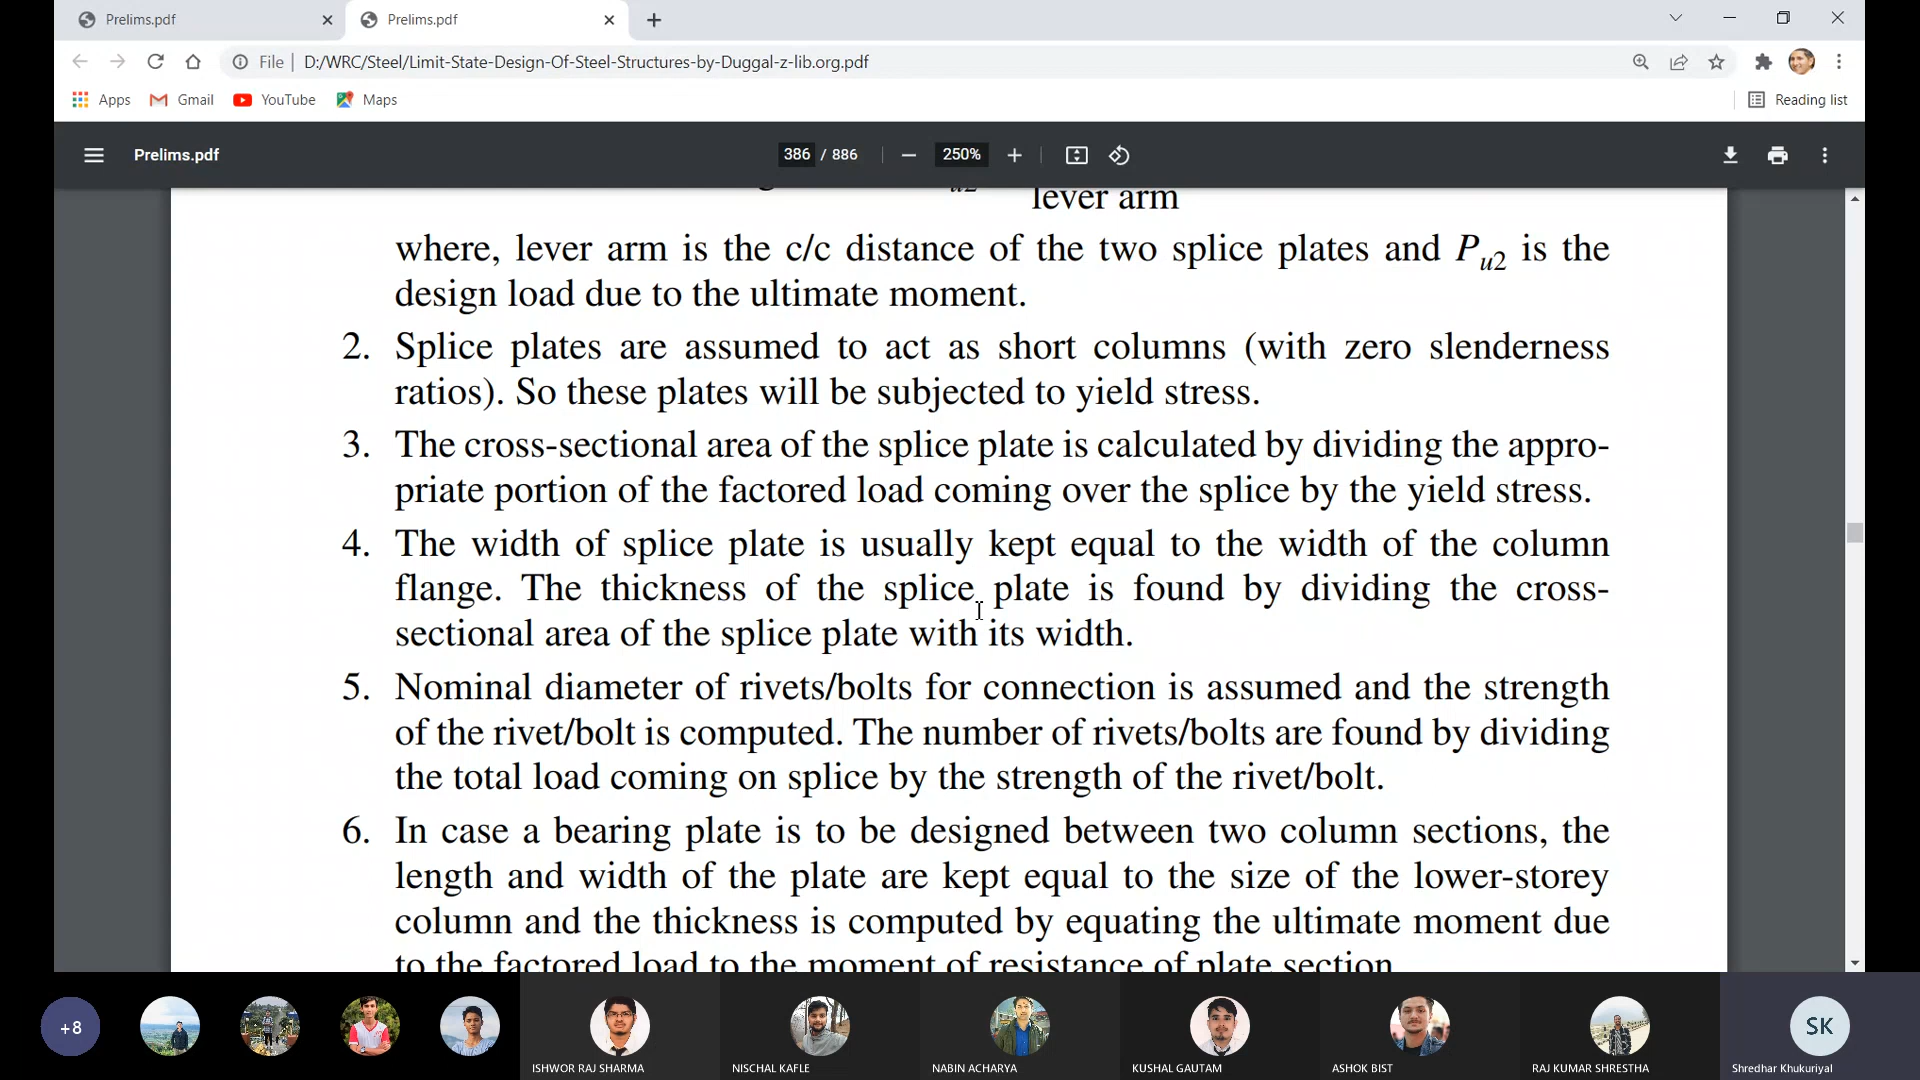 Prelims.pdf
Prelims.pdf
File | D:/WRC/Steel/Limit-State-Design-Of-Steel-Structures-by-Duggal-z-lib.org.pdf
Apps Gmail YouTube Maps Reading list
Prelims.pdf 386 / 886 250%
lever arm
where, lever arm is the c/c distance of the two splice plates and Pu2 is the
design load due to the ultimate moment.
2. Splice plates are assumed to act as short columns (with zero slenderness
ratios). So these plates will be subjected to yield stress.
3. The cross-sectional area of the splice plate is calculated by dividing the appro-
priate portion of the factored load coming over the splice by the yield stress.
4. The width of splice plate is usually kept equal to the width of the column
flange. The thickness of the splice plate is found by dividing the cross-
sectional area of the splice plate with its width.
5. Nominal diameter of rivets/bolts for connection is assumed and the strength
of the rivet/bolt is computed. The number of rivets/bolts are found by dividing
the total load coming on splice by the strength of the rivet/bolt.
6. In case a bearing plate is to be designed between two column sections, the
length and width of the plate are kept equal to the size of the lower-storey
column and the thickness is computed by equating the ultimate moment due
to the factored load to the moment of resistance of plate section.
+8
SK
ISHWOR RAJ SHARMA NISCHAL KAFLE NABIN ACHARYA KUSHAL GAUTAM ASHOK BIST RAJ KUMAR SHRESTHA Shredhar Khukuriyal